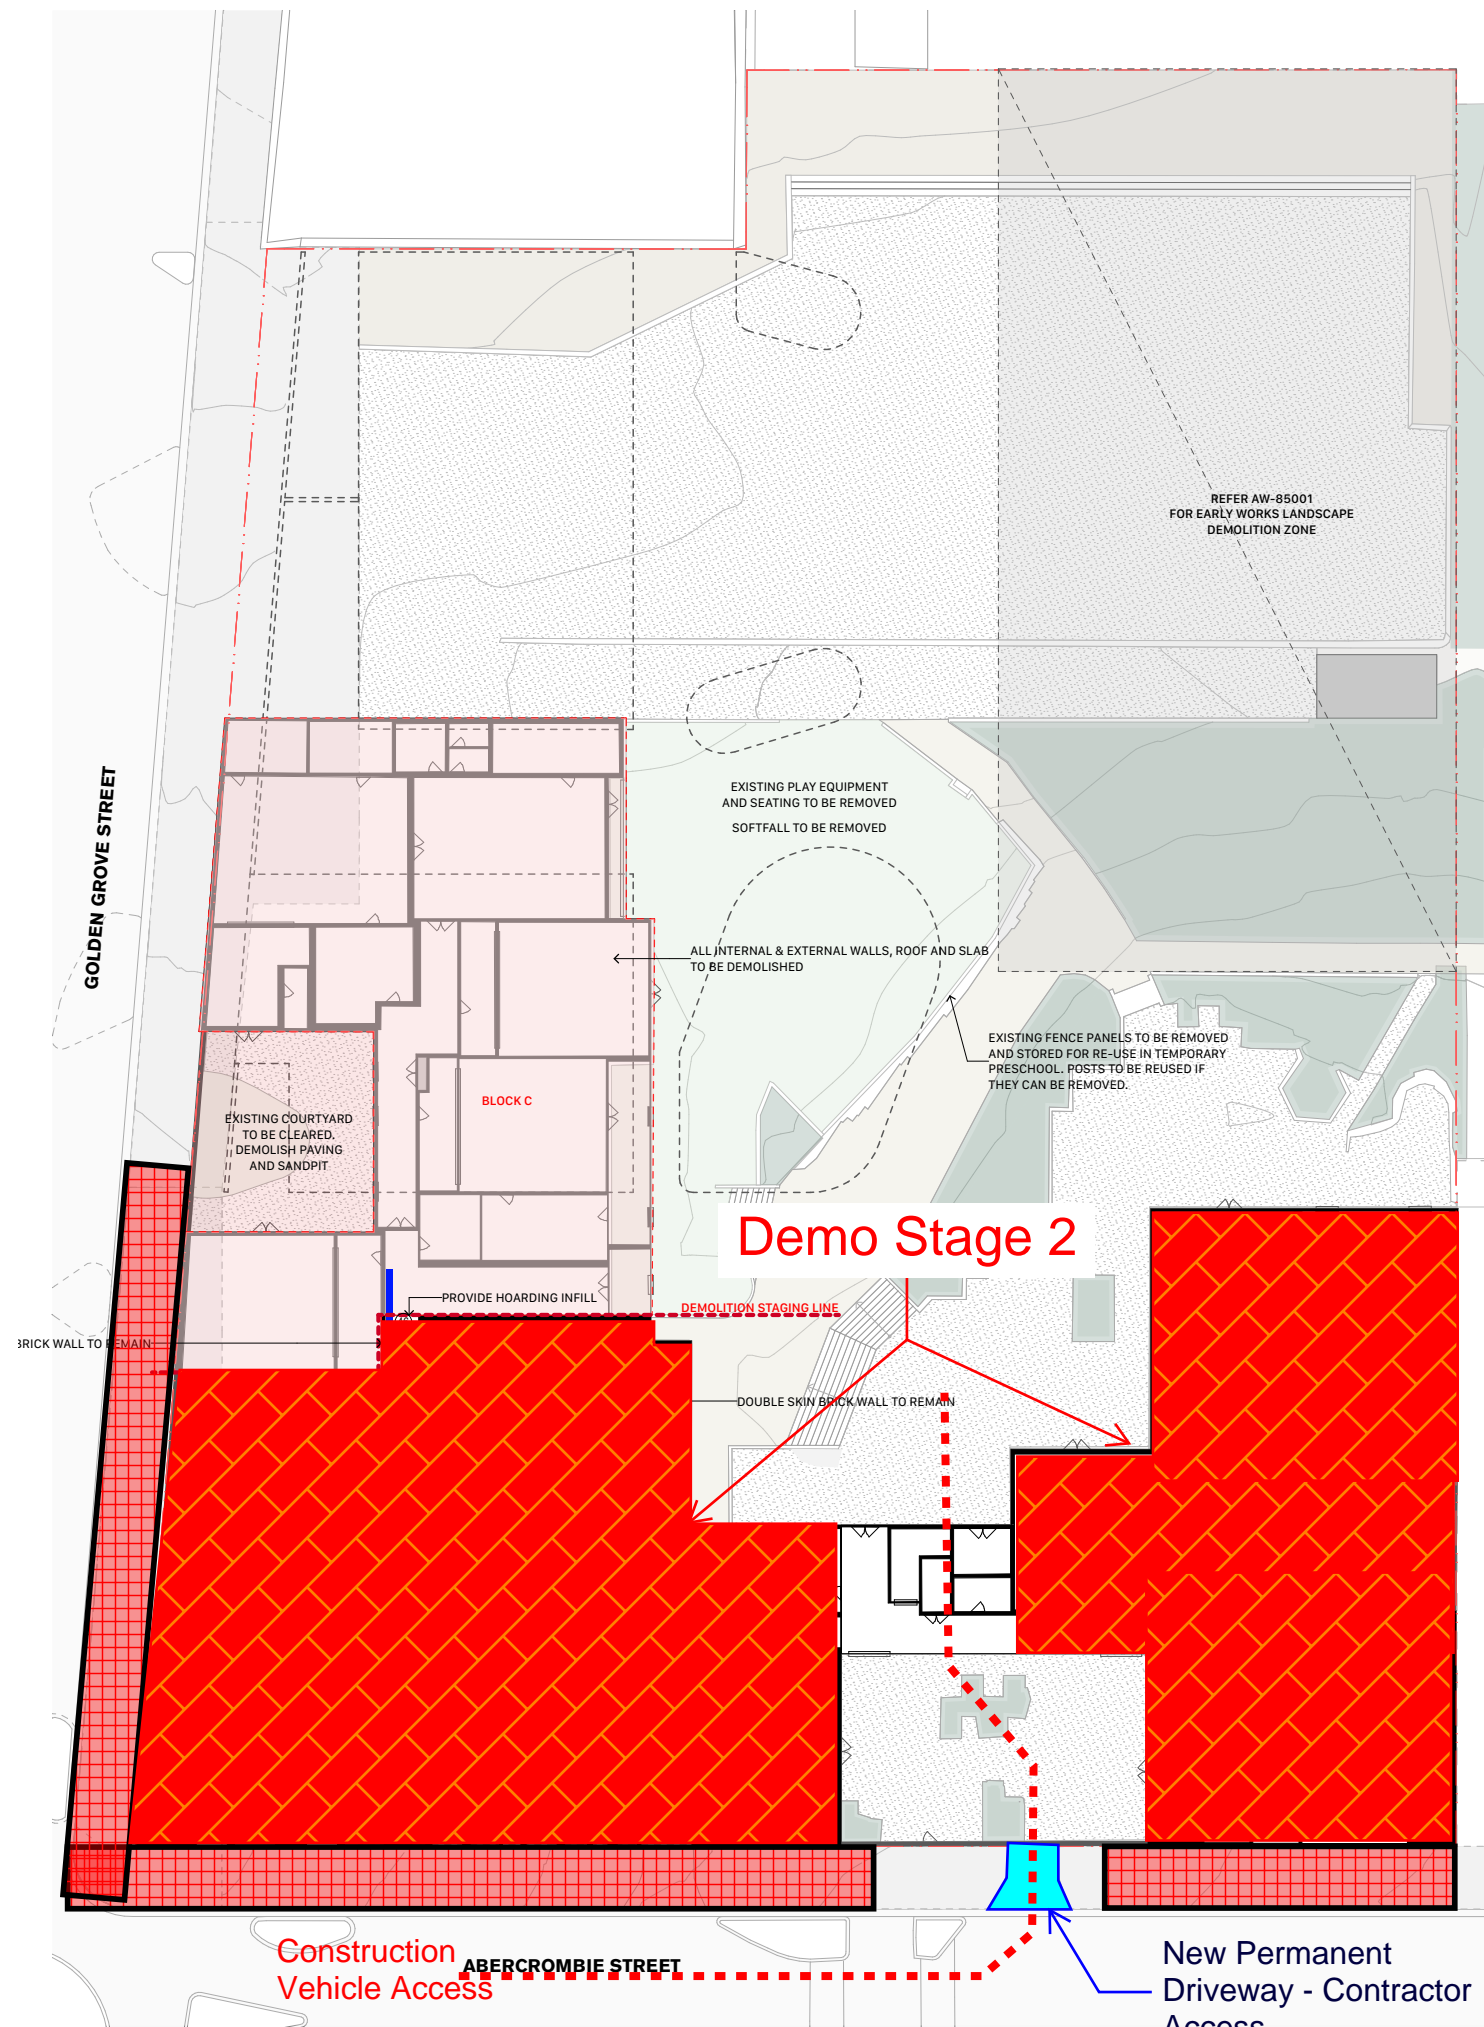 REFER AW-85001
FOR EARLY WORKS LANDSCAPE
DEMOLITION ZONE
GOLDEN GROVE STREET
EXISTING PLAY EQUIPMENT
AND SEATING TO BE REMOVED
SOFTFALL TO BE REMOVED
ALL INTERNAL & EXTERNAL WALLS, ROOF AND SLAB
TO BE DEMOLISHED
EXISTING FENCE PANELS TO BE REMOVED
AND STORED FOR RE-USE IN TEMPORARY
PRESCHOOL. POSTS TO BE REUSED IF
THEY CAN BE REMOVED.
BLOCK C
EXISTING COURTYARD
TO BE CLEARED.
DEMOLISH PAVING
AND SANDPIT
Demo Stage 2
PROVIDE HOARDING INFILL
DEMOLITION STAGING LINE
BRICK WALL TO REMAIN
DOUBLE SKIN BRICK WALL TO REMAIN
Construction
Vehicle Access
ABERCROMBIE STREET
New Permanent
Driveway - Contractor
Access